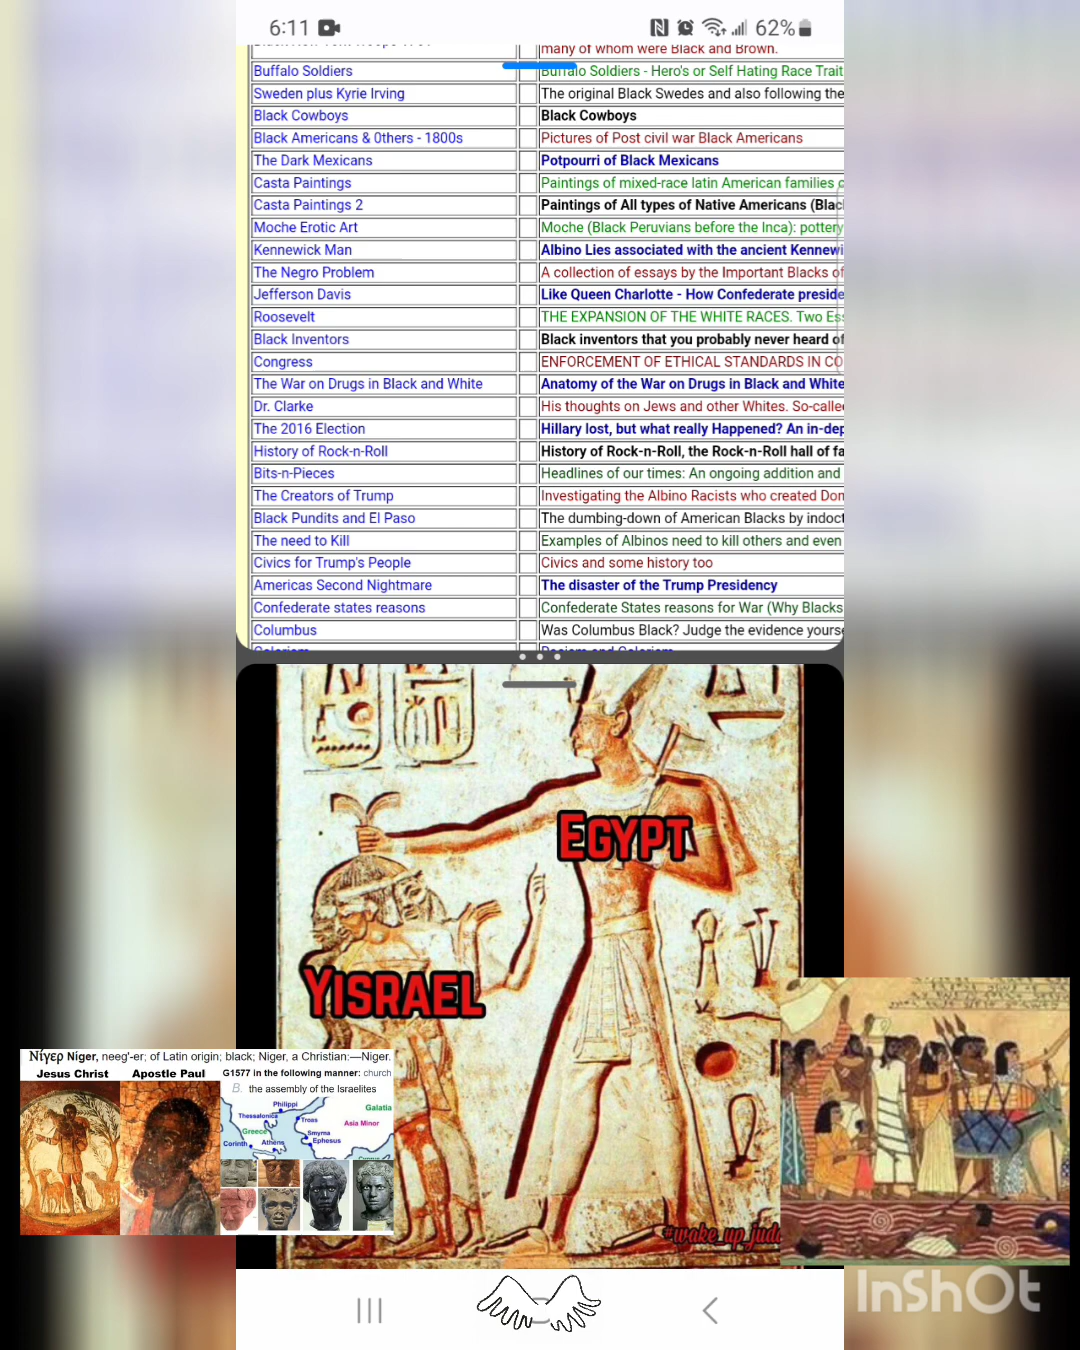 6:11
62%
many of whom were Black and Brown.
Buffalo Soldiers Buffalo Soldiers - Hero's or Self Hating Race Trait
Sweden plus Kyrie Irving The original Black Swedes and also following the
Black Cowboys Black Cowboys
Black Americans & Others - 1800s Pictures of Post civil war Black Americans
The Dark Mexicans Potpourri of Black Mexicans
Casta Paintings Paintings of mixed-race latin American families
Casta Paintings 2 Paintings of All types of Native Americans (Blac
Moche Erotic Art Moche (Black Peruvians before the Inca): pottery
Kennewick Man Albino Lies associated with the ancient Kennewi
The Negro Problem A collection of essays by the Important Blacks of
Jefferson Davis Like Queen Charlotte - How Confederate preside
Roosevelt THE EXPANSION OF THE WHITE RACES. Two Es
Black Inventors Black inventors that you probably never heard of
Congress ENFORCEMENT OF ETHICAL STANDARDS IN CO
The War on Drugs in Black and White Anatomy of the War on Drugs in Black and White
Dr. Clarke His thoughts on Jews and other Whites. So-calle
The 2016 Election Hillary lost, but what really Happened? An in-dep
History of Rock-n-Roll History of Rock-n-Roll, the Rock-n-Roll hall of fa
Bits-n-Pieces Headlines of our times: An ongoing addition and
The Creators of Trump Investigating the Albino Racists who created Don
Black Pundits and El Paso The dumbing-down of American Blacks by indoct
The need to Kill Examples of Albinos need to kill others and even
Civics for Trump's People Civics and some history too
Americas Second Nightmare The disaster of the Trump Presidency
Confederate states reasons Confederate States reasons for War (Why Blacks
Columbus Was Columbus Black? Judge the evidence yourse
EGYPT
YISRAEL
Νίγερ Niger, neeg'-er; of Latin origin; black; Niger, a Christian:—Niger.
Jesus Christ Apostle Paul G1577 in the following manner: church
B. the assembly of the Israelites
Philippi
Galatia
Thessalonica
Troas
Asia Minor
Greece
Smyrna
Corinth Athens Ephesus
#wake_up_jud
InShOt